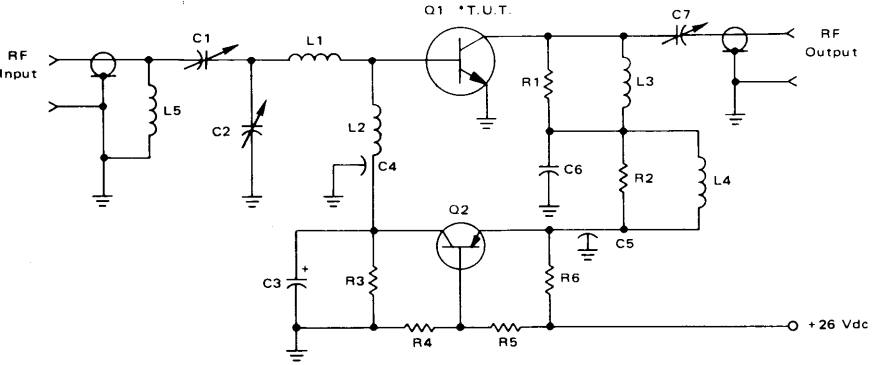 Q1 *T.U.T.
C1
C7
RF
Input
RF
Output
L1
R1
L3
L5
C2
L2
C4
C6
R2
L4
Q2
C5
C3
+
R3
R6
R4
R5
+26 Vdc